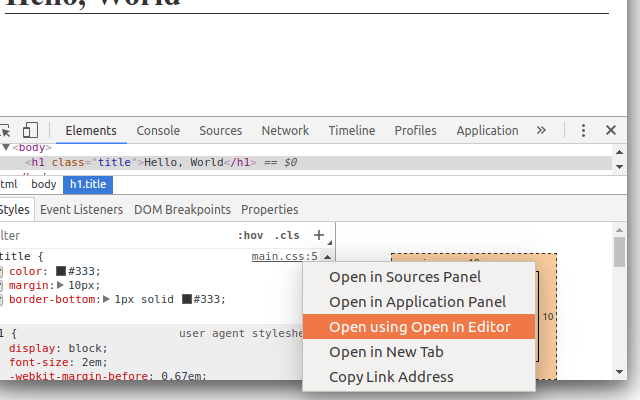 Hello, World
Elements Console Sources Network Timeline Profiles Application »
▼<body>
<h1 class="title">Hello, World</h1> == $0
tml body h1.title
Styles Event Listeners DOM Breakpoints Properties
lter :hov .cls +
title { main.css:5
color: #333;
margin:▶10px;
border-bottom:▶1px solid #333;
1 { user agent styleshe
display: block;
font-size: 2em;
-webkit-margin-before: 0.67em;
Open in Sources Panel
Open in Application Panel
Open using Open In Editor
Open in New Tab
Copy Link Address
10